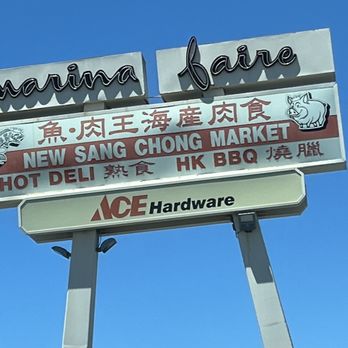 marina faire
魚·肉王海產肉食
NEW SANG CHONG MARKET
HOT DELI 熟食 HK BBQ 燒臘
ACE Hardware